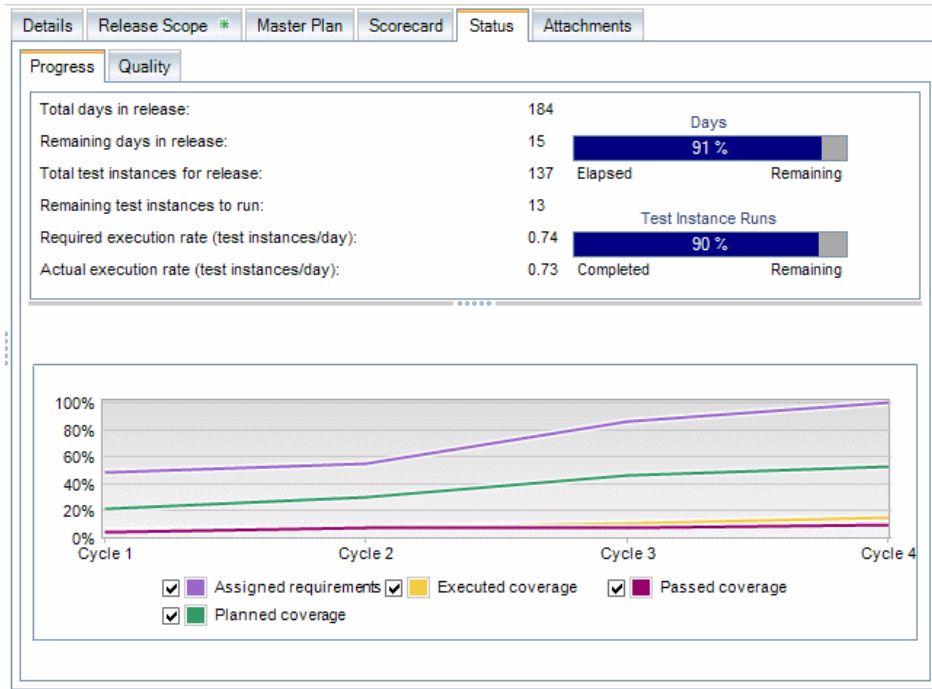 Details Release Scope * Master Plan Scorecard Status Attachments
Progress Quality
Total days in release: 184
Days
Remaining days in release: 15
91 %
Total test instances for release: 137
Elapsed Remaining
Remaining test instances to run: 13
Test Instance Runs
Required execution rate (test instances/day): 0.74
90 %
Actual execution rate (test instances/day): 0.73
Completed Remaining
100%
80%
60%
40%
20%
0%
Cycle 1 Cycle 2 Cycle 3 Cycle 4
Assigned requirements Executed coverage Passed coverage
Planned coverage